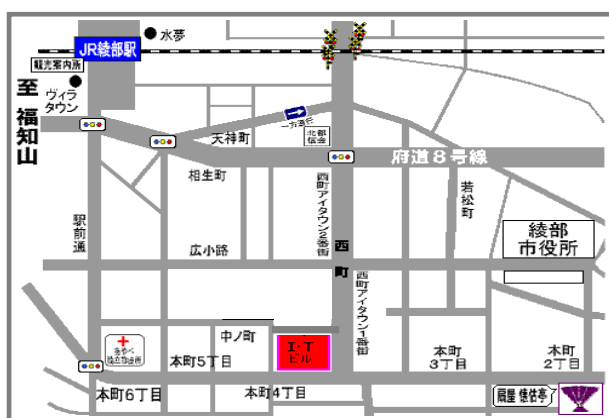 水夢
JR綾部駅
観光案内所
ヴィラ
タウン
至 福知山
一方通行
北部
信金
天神町
府道8号線
相生町
西町アイタウン2番街
若松町
駅前通
広小路
西町
綾部
市役所
西町アイタウン1番街
中ノ町
I・T
ビル
本町5丁目
本町
3丁目
本町
2丁目
本町6丁目
本町4丁目
扇屋 懐古亭